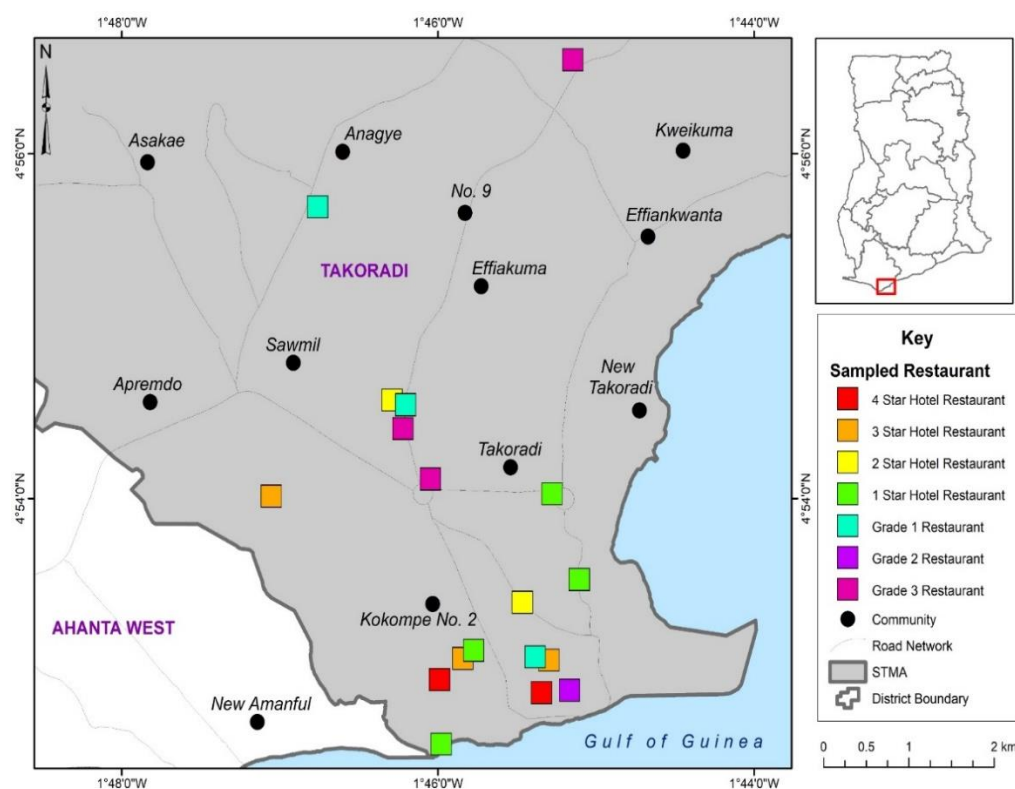 1°48'0"W
1°46'0"W
1°44'0"W
N
4°56'0"N
4°54'0"N
Asakae
Anagye
Kweikuma
No. 9
Effiankwanta
TAKORADI
Effiakuma
Sawmil
New
Takoradi
Apremdo
Takoradi
Kokompe No. 2
AHANTA WEST
New Amanful
Gulf of Guinea
1°48'0"W
1°46'0"W
1°44'0"W
4°56'0"N
4°54'0"N
Key
Sampled Restaurant
4 Star Hotel Restaurant
3 Star Hotel Restaurant
2 Star Hotel Restaurant
1 Star Hotel Restaurant
Grade 1 Restaurant
Grade 2 Restaurant
Grade 3 Restaurant
Community
Road Network
STMA
District Boundary
0 0.5 1 2 km